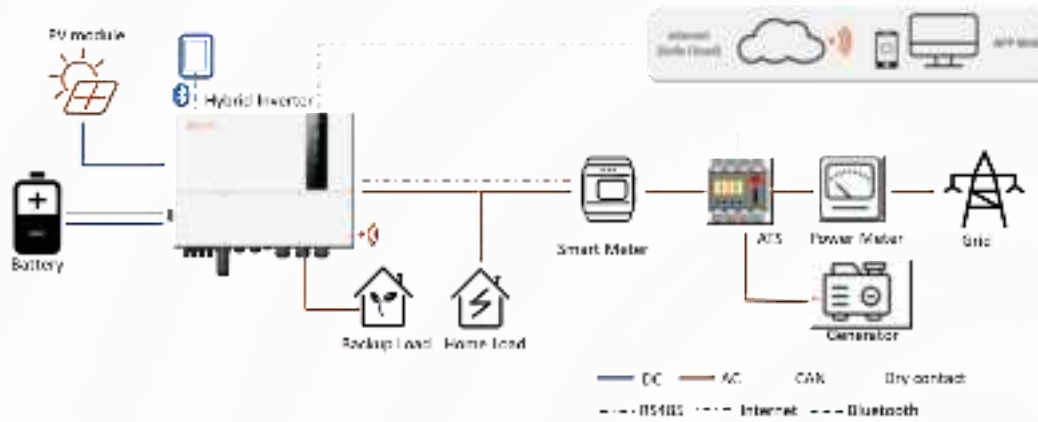 PV module
Hybrid Inverter
Battery
Smart Meter
ATS
Power Meter
Grid
Backup Load
Home Load
Generator
DC
AC
CAN
Dry contact
RS485
Internet
Bluetooth